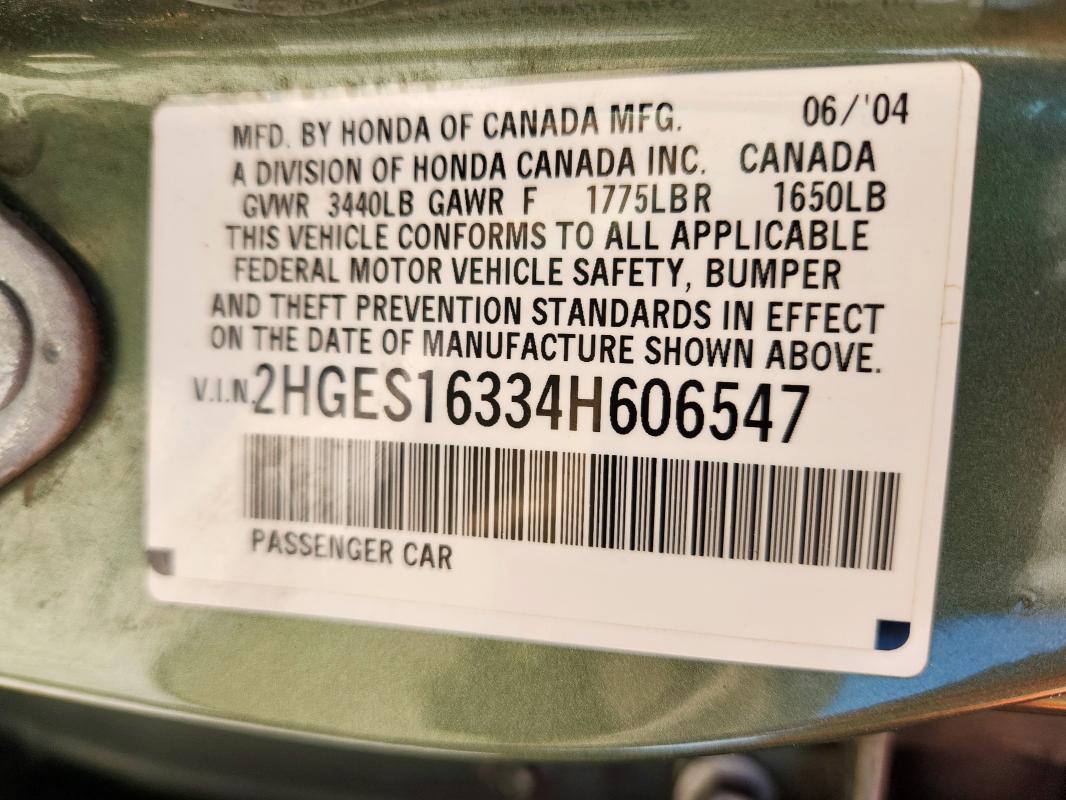 MFD. BY HONDA OF CANADA MFG. 06/'04
A DIVISION OF HONDA CANADA INC. CANADA
GVWR 3440LB GAWR F 1775LBR 1650LB
THIS VEHICLE CONFORMS TO ALL APPLICABLE
FEDERAL MOTOR VEHICLE SAFETY, BUMPER
AND THEFT PREVENTION STANDARDS IN EFFECT
ON THE DATE OF MANUFACTURE SHOWN ABOVE.
V.I.N.2HGES16334H606547
PASSENGER CAR